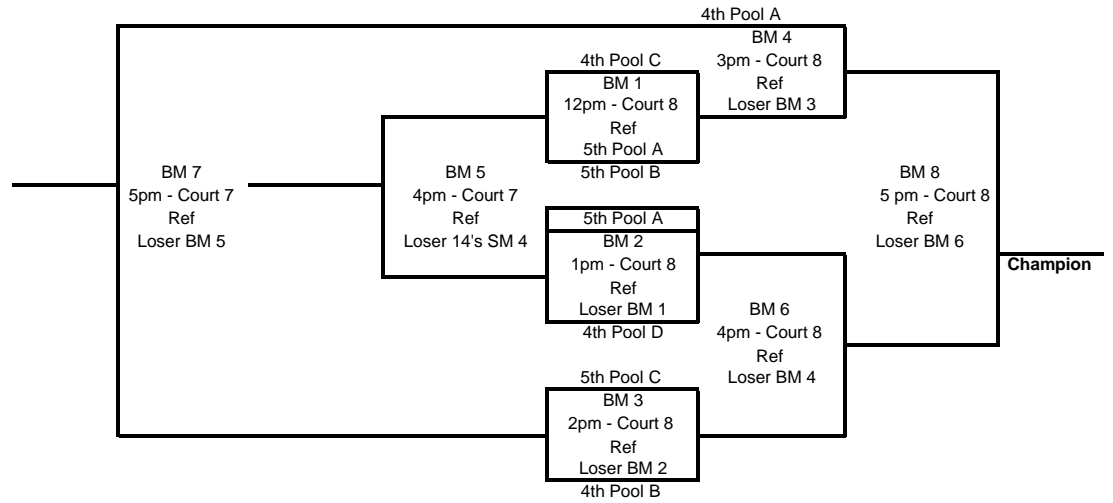 4th Pool A
BM 4
3pm - Court 8
Ref
Loser BM 3
4th Pool C
BM 1
12pm - Court 8
Ref
5th Pool A
5th Pool B
BM 7
5pm - Court 7
Ref
Loser BM 5
BM 5
4pm - Court 7
Ref
Loser 14's SM 4
BM 8
5 pm - Court 8
Ref
Loser BM 6
5th Pool A
BM 2
1pm - Court 8
Ref
Loser BM 1
4th Pool D
Champion
BM 6
4pm - Court 8
Ref
Loser BM 4
5th Pool C
BM 3
2pm - Court 8
Ref
Loser BM 2
4th Pool B